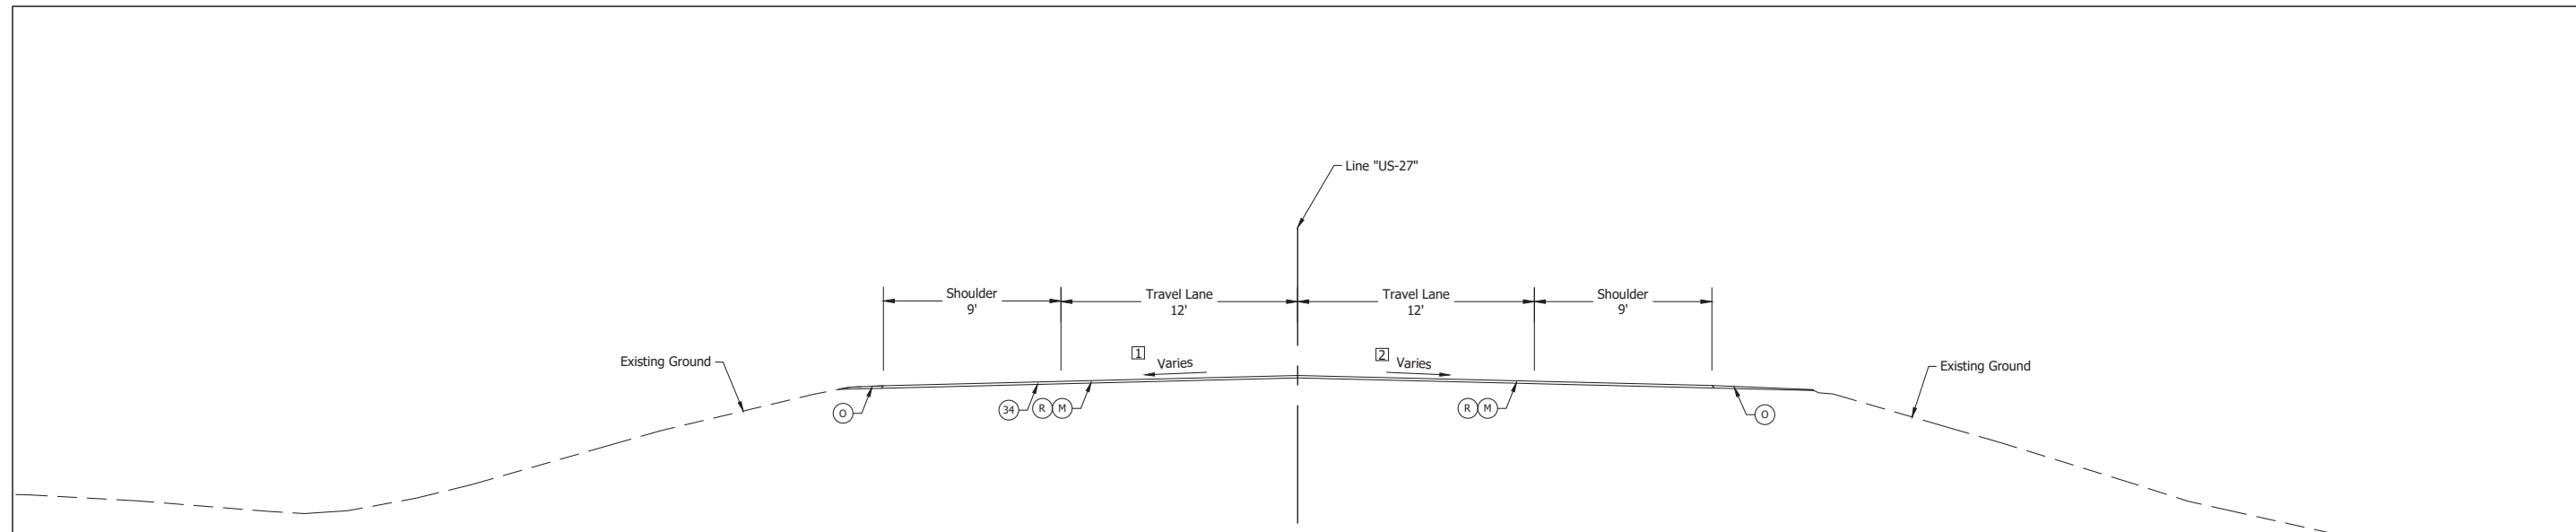 Line "US-27"
Shoulder
9'
Travel Lane
12'
Travel Lane
12'
Shoulder
9'
Existing Ground
1
Varies
2
Varies
Existing Ground
O
34
R
M
R
M
O